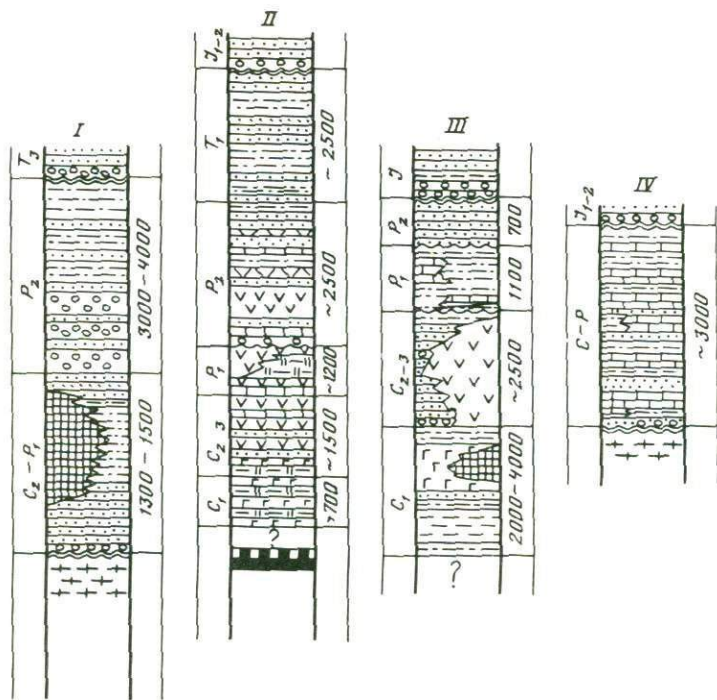 I
T₃
P₂
3000–4000
C₂–P₁
1300–1500
II
J₁₋₂
T₁
~2500
P₂
~2500
P₁
~1200
C₂₋3
~1500
C₁
>700
?
III
J
P₂
700
P₁
1100
C₂₋₃
~2500
C₁
2000–4000
?
IV
J₁₋₂
C–P
~3000